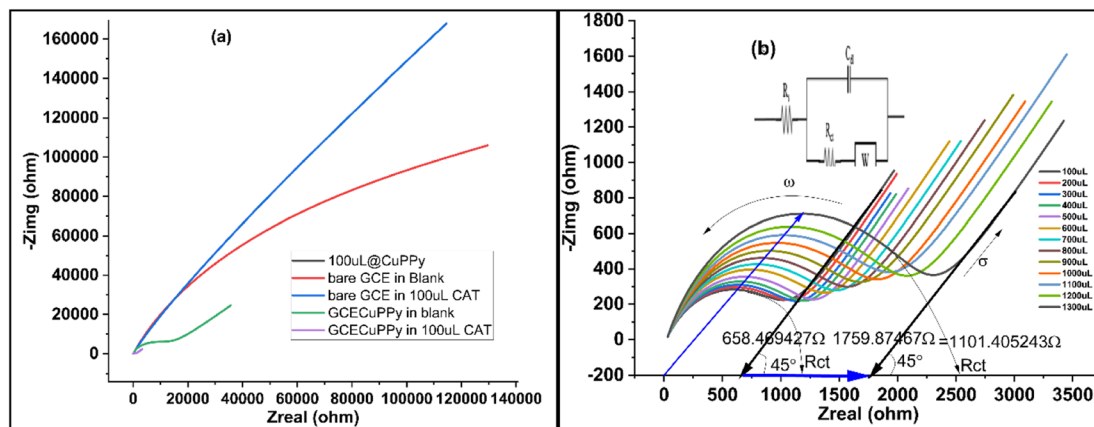 (a)
160000
140000
120000
100000
80000
60000
40000
20000
0
-Zimg (ohm)
100uL@CuPPy
bare GCE in Blank
bare GCE in 100uL CAT
GCECuPPy in blank
GCECuPPy in 100uL CAT
0 20000 40000 60000 80000 100000 120000 140000
Zreal (ohm)
(b)
1800
1600
1400
1200
1000
800
600
400
200
0
-200
-Zimg (ohm)
Cd
Rs
Rct
W
ω
100uL
200uL
300uL
400uL
500uL
600uL
700uL
800uL
900uL
1000uL
1100uL
1200uL
1300uL
σ
658.469427Ω 1759.87467Ω =1101.405243Ω
45° Rct 45° Rct
0 500 1000 1500 2000 2500 3000 3500
Zreal (ohm)